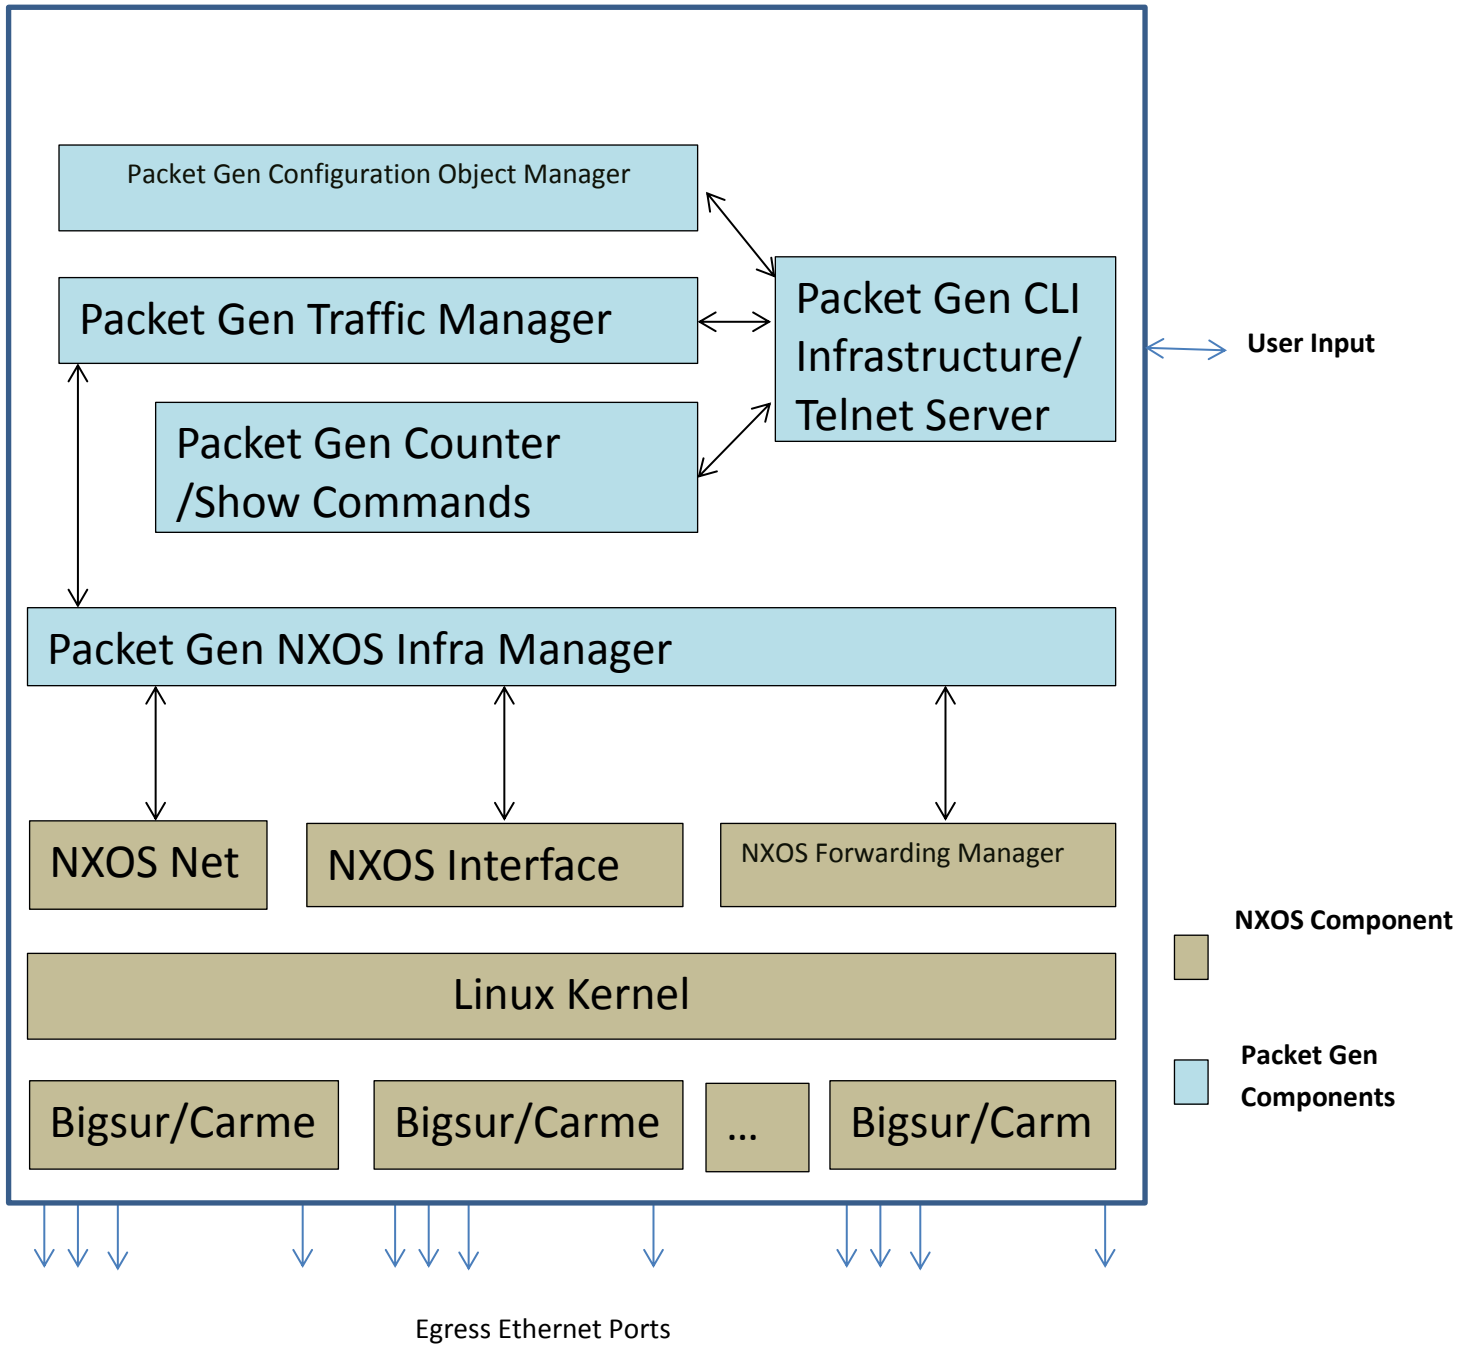 Packet Gen Configuration Object Manager
Packet Gen Traffic Manager
Packet Gen CLI
Infrastructure/
Telnet Server
User Input
Packet Gen Counter
/Show Commands
Packet Gen NXOS Infra Manager
NXOS Net
NXOS Interface
NXOS Forwarding Manager
NXOS Component
Linux Kernel
Packet Gen
Components
Bigsur/Carme
Bigsur/Carme
...
Bigsur/Carm
Egress Ethernet Ports